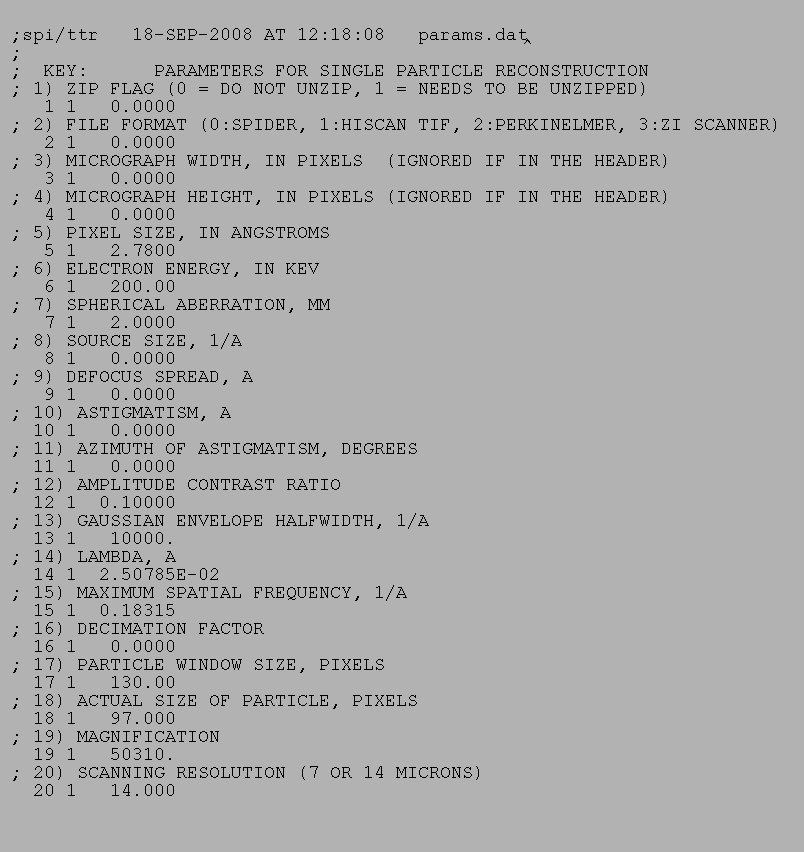 ;spi/ttr   18-SEP-2008 AT 12:18:08   params.dat
;
;  KEY:      PARAMETERS FOR SINGLE PARTICLE RECONSTRUCTION
; 1) ZIP FLAG (0 = DO NOT UNZIP, 1 = NEEDS TO BE UNZIPPED)
   1 1   0.0000
; 2) FILE FORMAT (0:SPIDER, 1:HISCAN TIF, 2:PERKINELMER, 3:ZI SCANNER)
   2 1   0.0000
; 3) MICROGRAPH WIDTH, IN PIXELS  (IGNORED IF IN THE HEADER)
   3 1   0.0000
; 4) MICROGRAPH HEIGHT, IN PIXELS (IGNORED IF IN THE HEADER)
   4 1   0.0000
; 5) PIXEL SIZE, IN ANGSTROMS
   5 1   2.7800
; 6) ELECTRON ENERGY, IN KEV
   6 1   200.00
; 7) SPHERICAL ABERRATION, MM
   7 1   2.0000
; 8) SOURCE SIZE, 1/A
   8 1   0.0000
; 9) DEFOCUS SPREAD, A
   9 1   0.0000
; 10) ASTIGMATISM, A
  10 1   0.0000
; 11) AZIMUTH OF ASTIGMATISM, DEGREES
  11 1   0.0000
; 12) AMPLITUDE CONTRAST RATIO
  12 1  0.10000
; 13) GAUSSIAN ENVELOPE HALFWIDTH, 1/A
  13 1   10000.
; 14) LAMBDA, A
  14 1  2.50785E-02
; 15) MAXIMUM SPATIAL FREQUENCY, 1/A
  15 1  0.18315
; 16) DECIMATION FACTOR
  16 1   0.0000
; 17) PARTICLE WINDOW SIZE, PIXELS
  17 1   130.00
; 18) ACTUAL SIZE OF PARTICLE, PIXELS
  18 1   97.000
; 19) MAGNIFICATION
  19 1   50310.
; 20) SCANNING RESOLUTION (7 OR 14 MICRONS)
  20 1   14.000